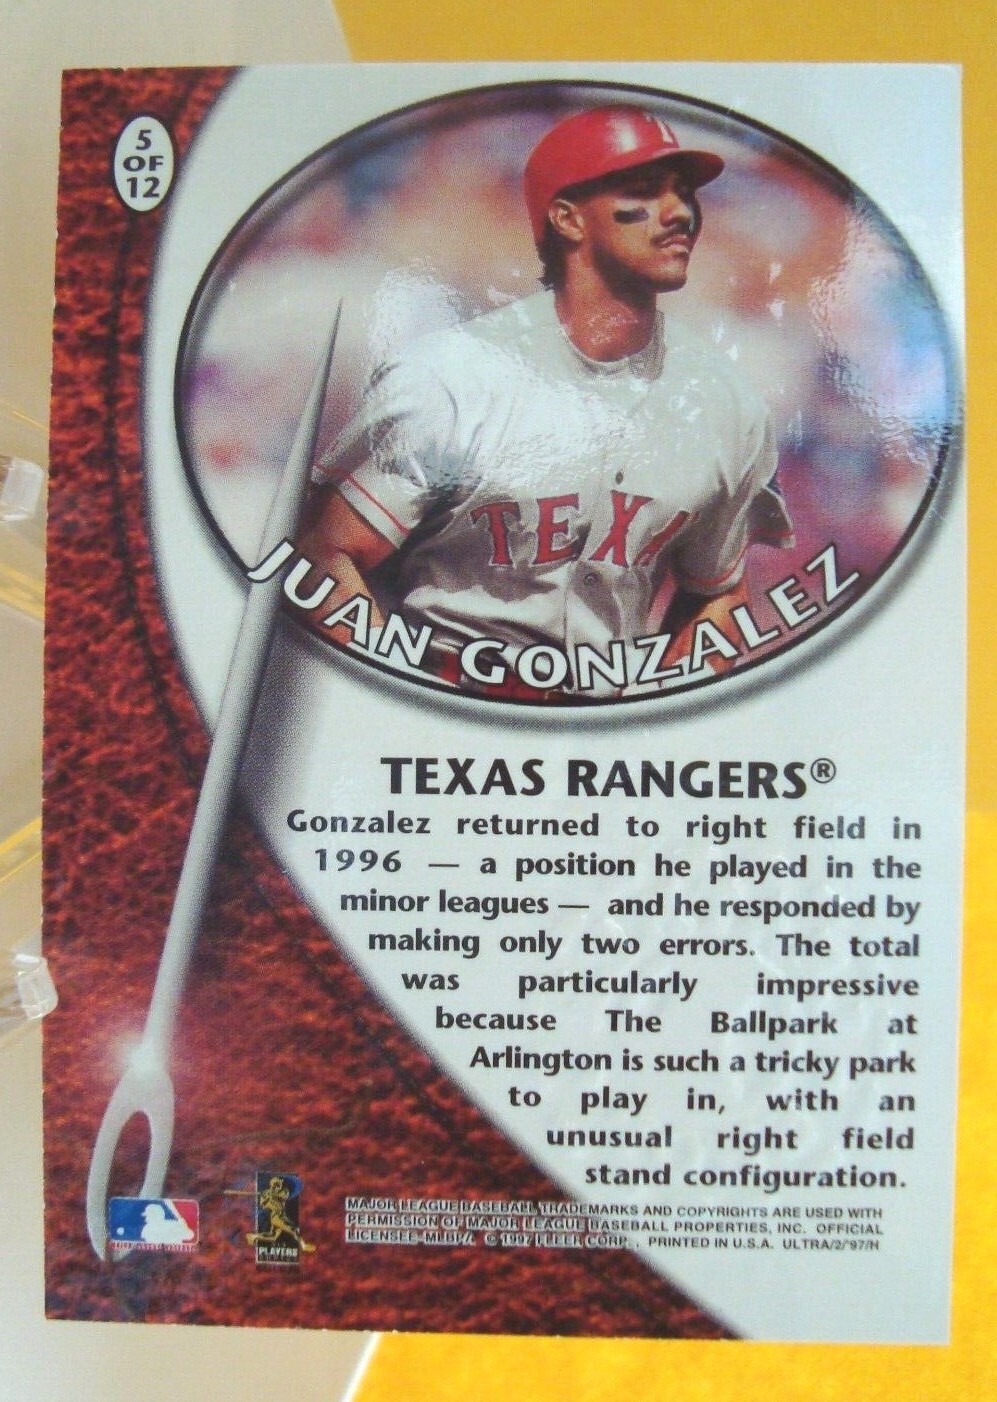 5
OF
12
T
TEXA
JUAN GONZALEZ
TEXAS RANGERS®
Gonzalez returned to right field in
1996 — a position he played in the
minor leagues — and he responded by
making only two errors. The total
was particularly impressive
because The Ballpark at
Arlington is such a tricky park
to play in, with an
unusual right field
stand configuration.
PLAYERS
MAJOR LEAGUE BASEBALL TRADEMARKS AND COPYRIGHTS ARE USED WITH
PERMISSION OF MAJOR LEAGUE BASEBALL PROPERTIES, INC. OFFICIAL
LICENSEE-MLBPA © 1997 FLEER CORP., PRINTED IN U.S.A. ULTRA/2/'97/H